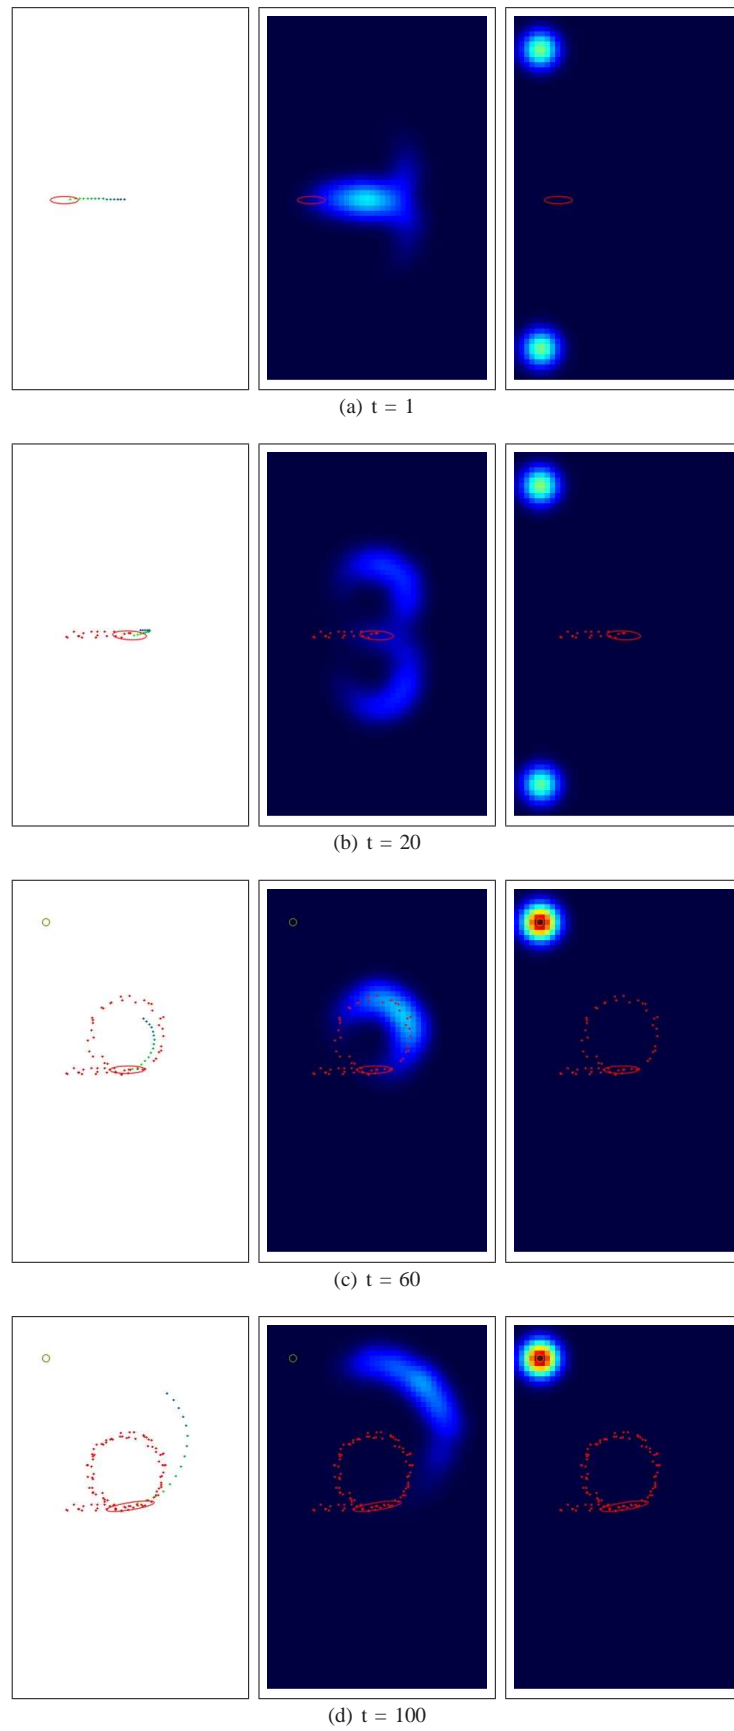 (a) t = 1
(b) t = 20
(c) t = 60
(d) t = 100